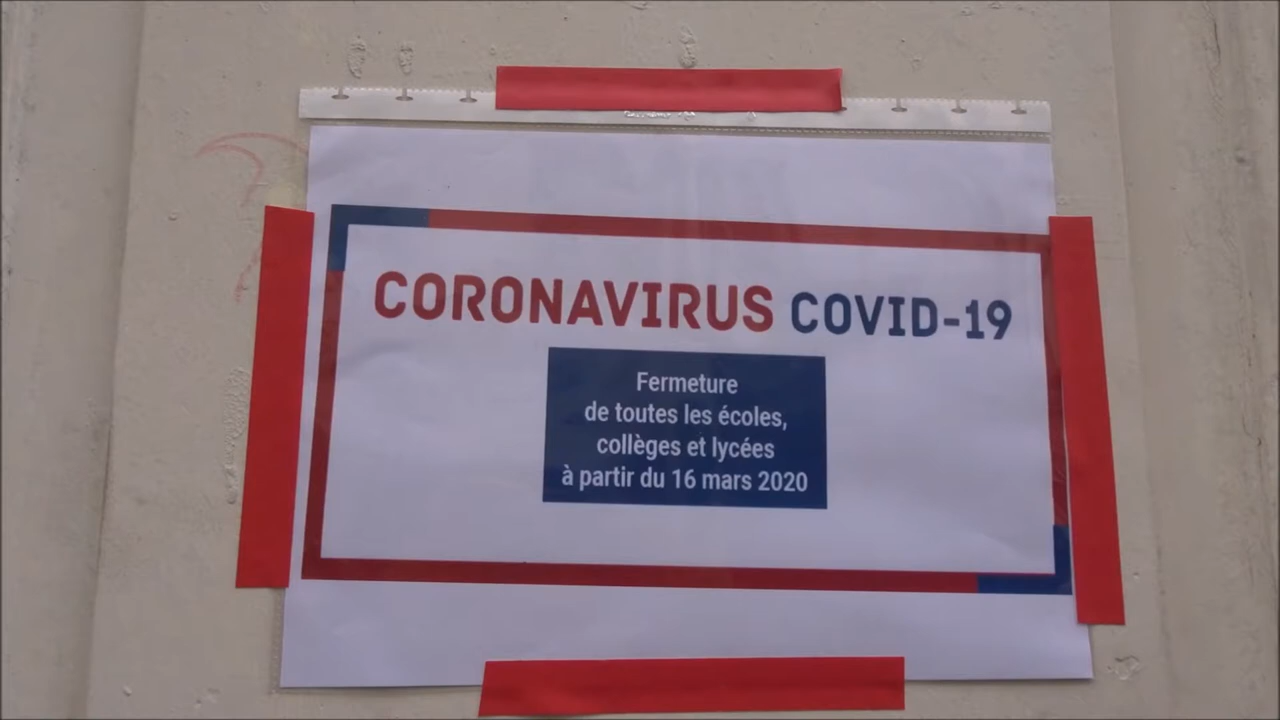 CORONAVIRUS COVID-19
Fermeture
de toutes les écoles,
collèges et lycées
à partir du 16 mars 2020